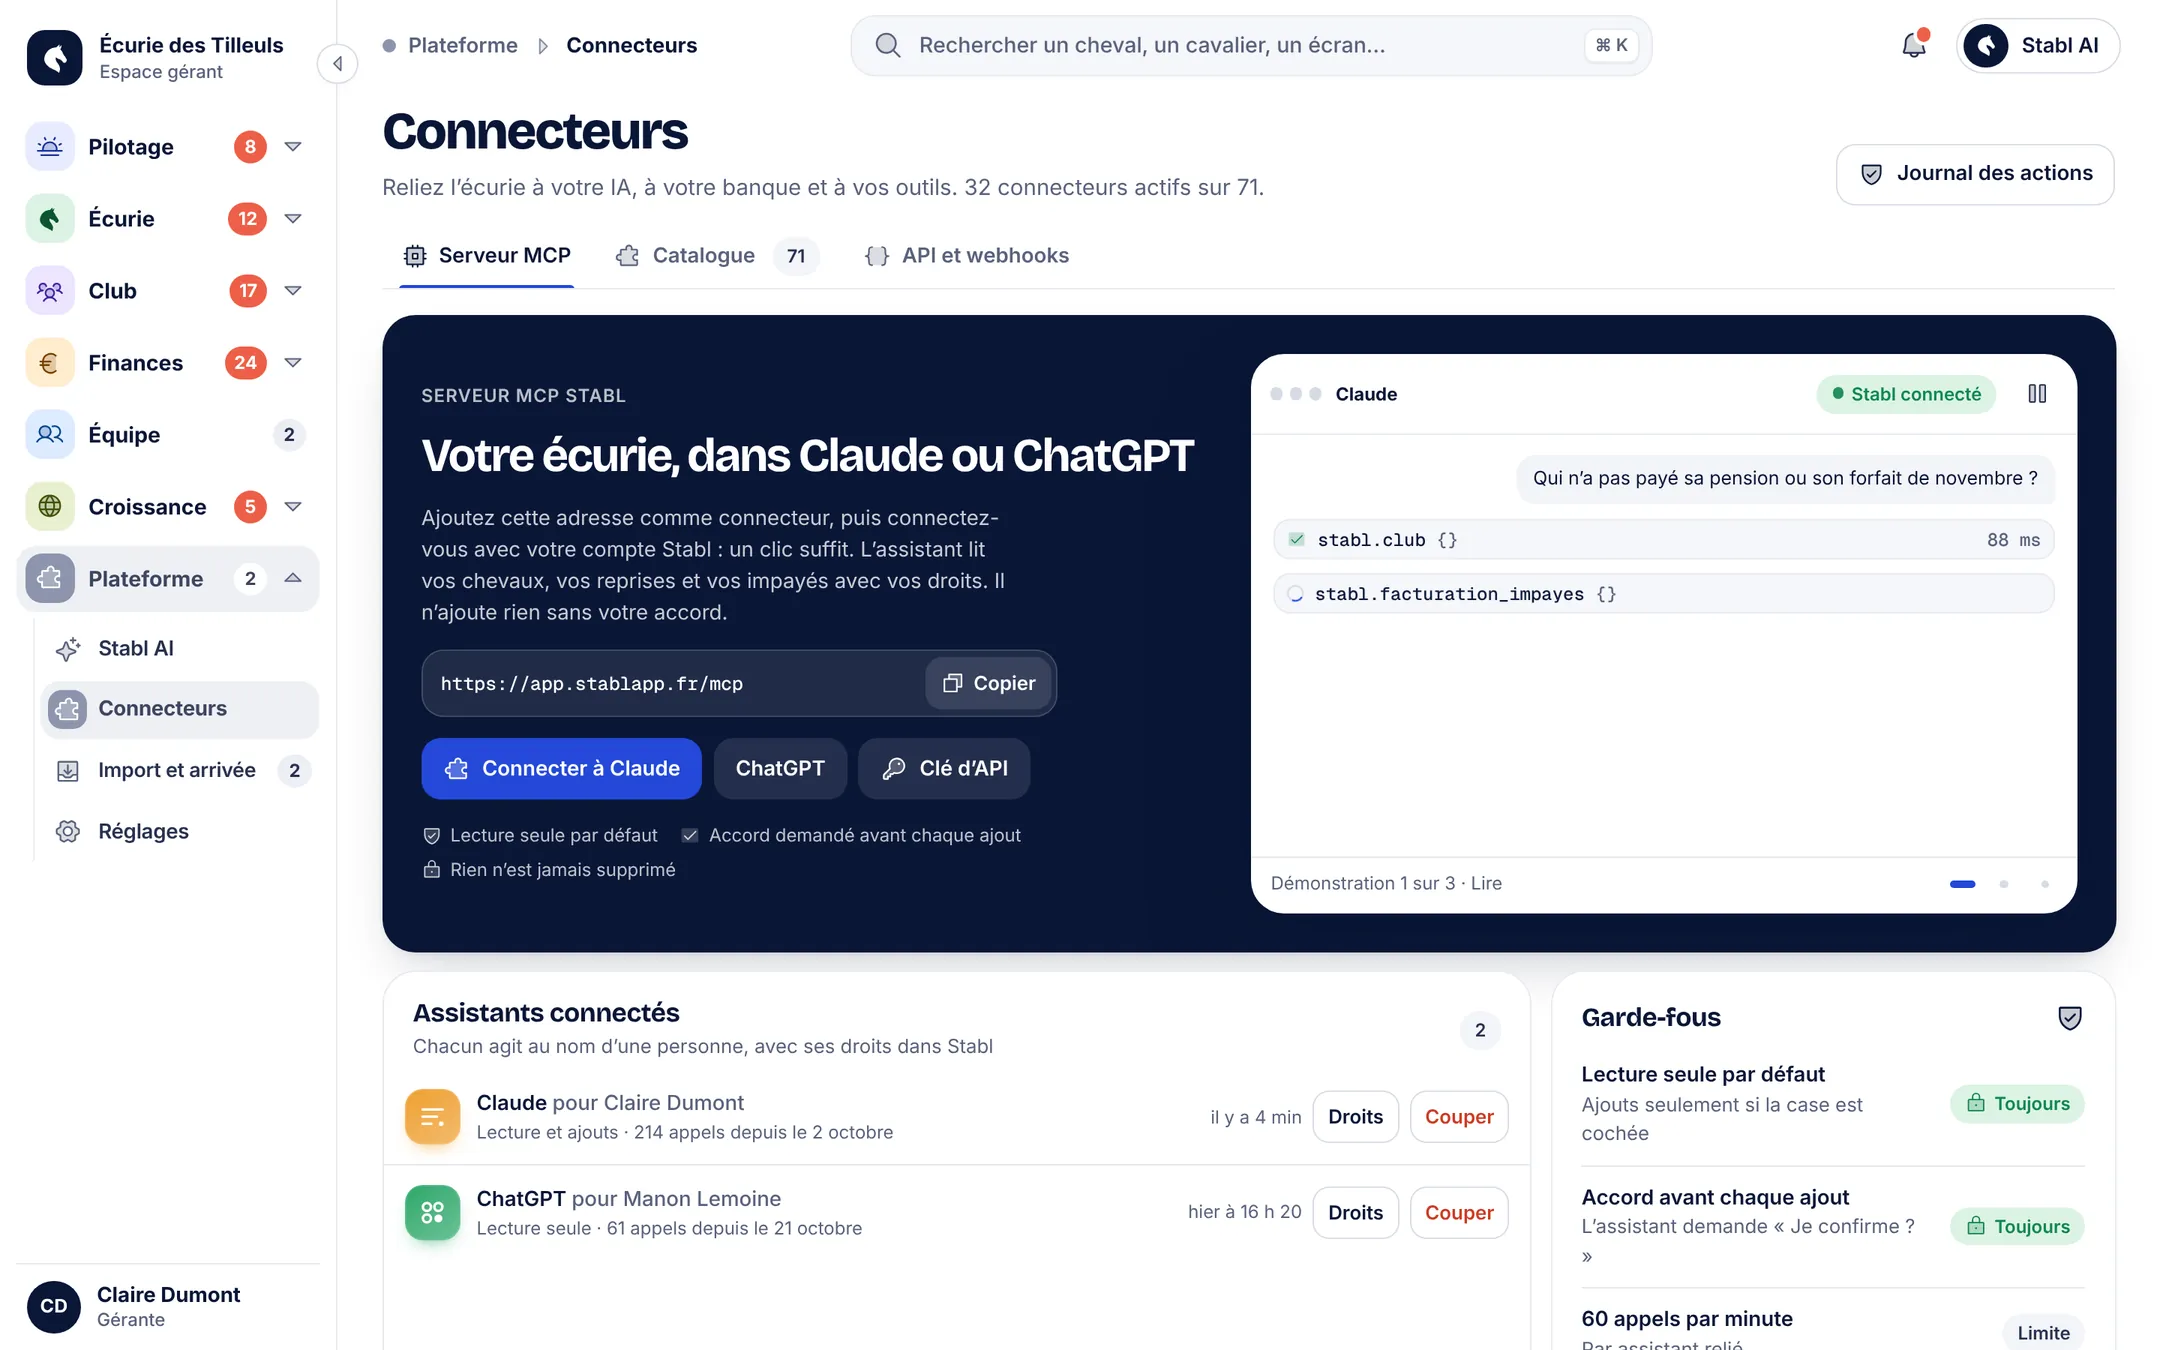 Écurie des Tilleuls
Espace gérant
Pilotage 8
Écurie 12
Club 17
Finances 24
Équipe 2
Croissance 5
Plateforme 2
Stabl AI
Connecteurs
Import et arrivée 2
Réglages
CD
Claire Dumont
Gérante
Plateforme Connecteurs
Rechercher un cheval, un cavalier, un écran...
⌘ K
Stabl AI
Connecteurs
Reliez l’écurie à votre IA, à votre banque et à vos outils. 32 connecteurs actifs sur 71.
Journal des actions
Serveur MCP
Catalogue 71
API et webhooks
SERVEUR MCP STABL
Votre écurie, dans Claude ou ChatGPT
Ajoutez cette adresse comme connecteur, puis connectez-
vous avec votre compte Stabl : un clic suffit. L’assistant lit
vos chevaux, vos reprises et vos impayés avec vos droits. Il
n’ajoute rien sans votre accord.
https://app.stablapp.fr/mcp
Copier
Connecter à Claude
ChatGPT
Clé d’API
Lecture seule par défaut
Accord demandé avant chaque ajout
Rien n’est jamais supprimé
Claude
Stabl connecté
Qui n’a pas payé sa pension ou son forfait de novembre ?
stabl.club {} 88 ms
stabl.facturation_impayes {}
Démonstration 1 sur 3 · Lire
Assistants connectés
Chacun agit au nom d’une personne, avec ses droits dans Stabl
2
Claude pour Claire Dumont
Lecture et ajouts · 214 appels depuis le 2 octobre
il y a 4 min
Droits
Couper
ChatGPT pour Manon Lemoine
Lecture seule · 61 appels depuis le 21 octobre
hier à 16 h 20
Droits
Couper
Garde-fous
Lecture seule par défaut
Ajouts seulement si la case est
cochée
Toujours
Accord avant chaque ajout
L’assistant demande « Je confirme ?
»
Toujours
60 appels par minute
Par assistant relié
Limite